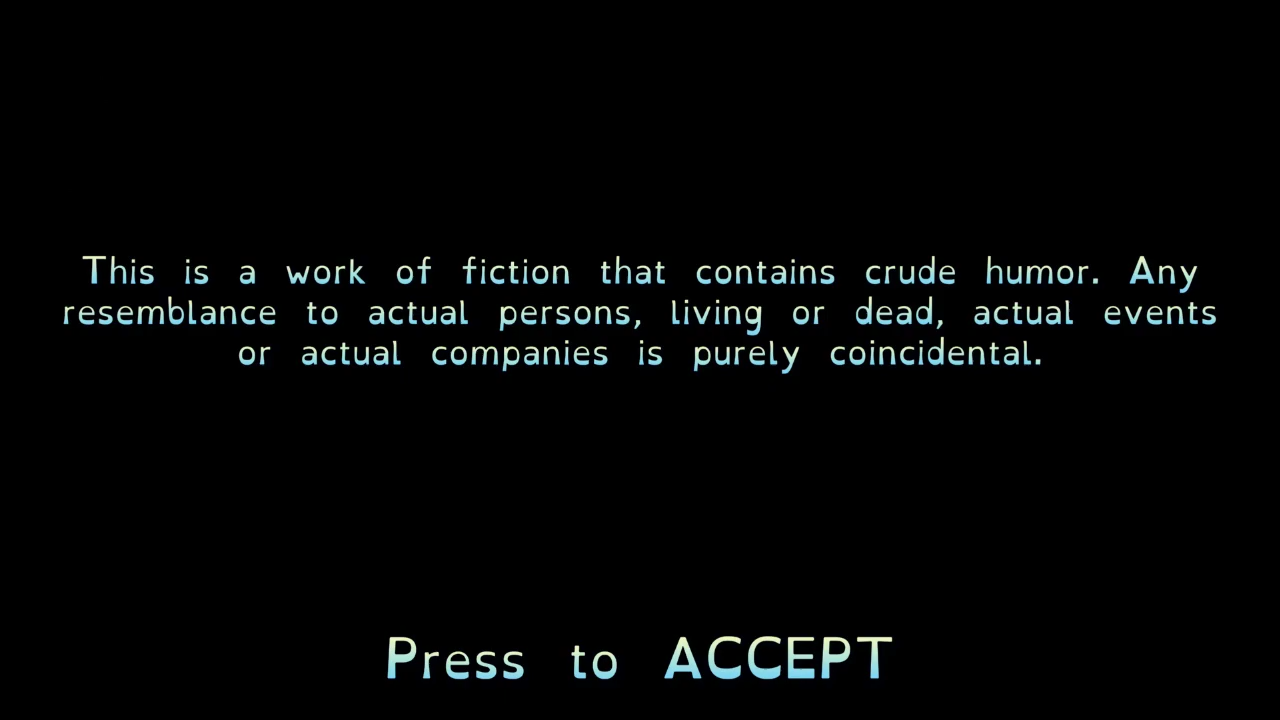 This is a work of fiction that contains crude humor. Any
resemblance to actual persons, living or dead, actual events
or actual companies is purely coincidental.
Press to ACCEPT